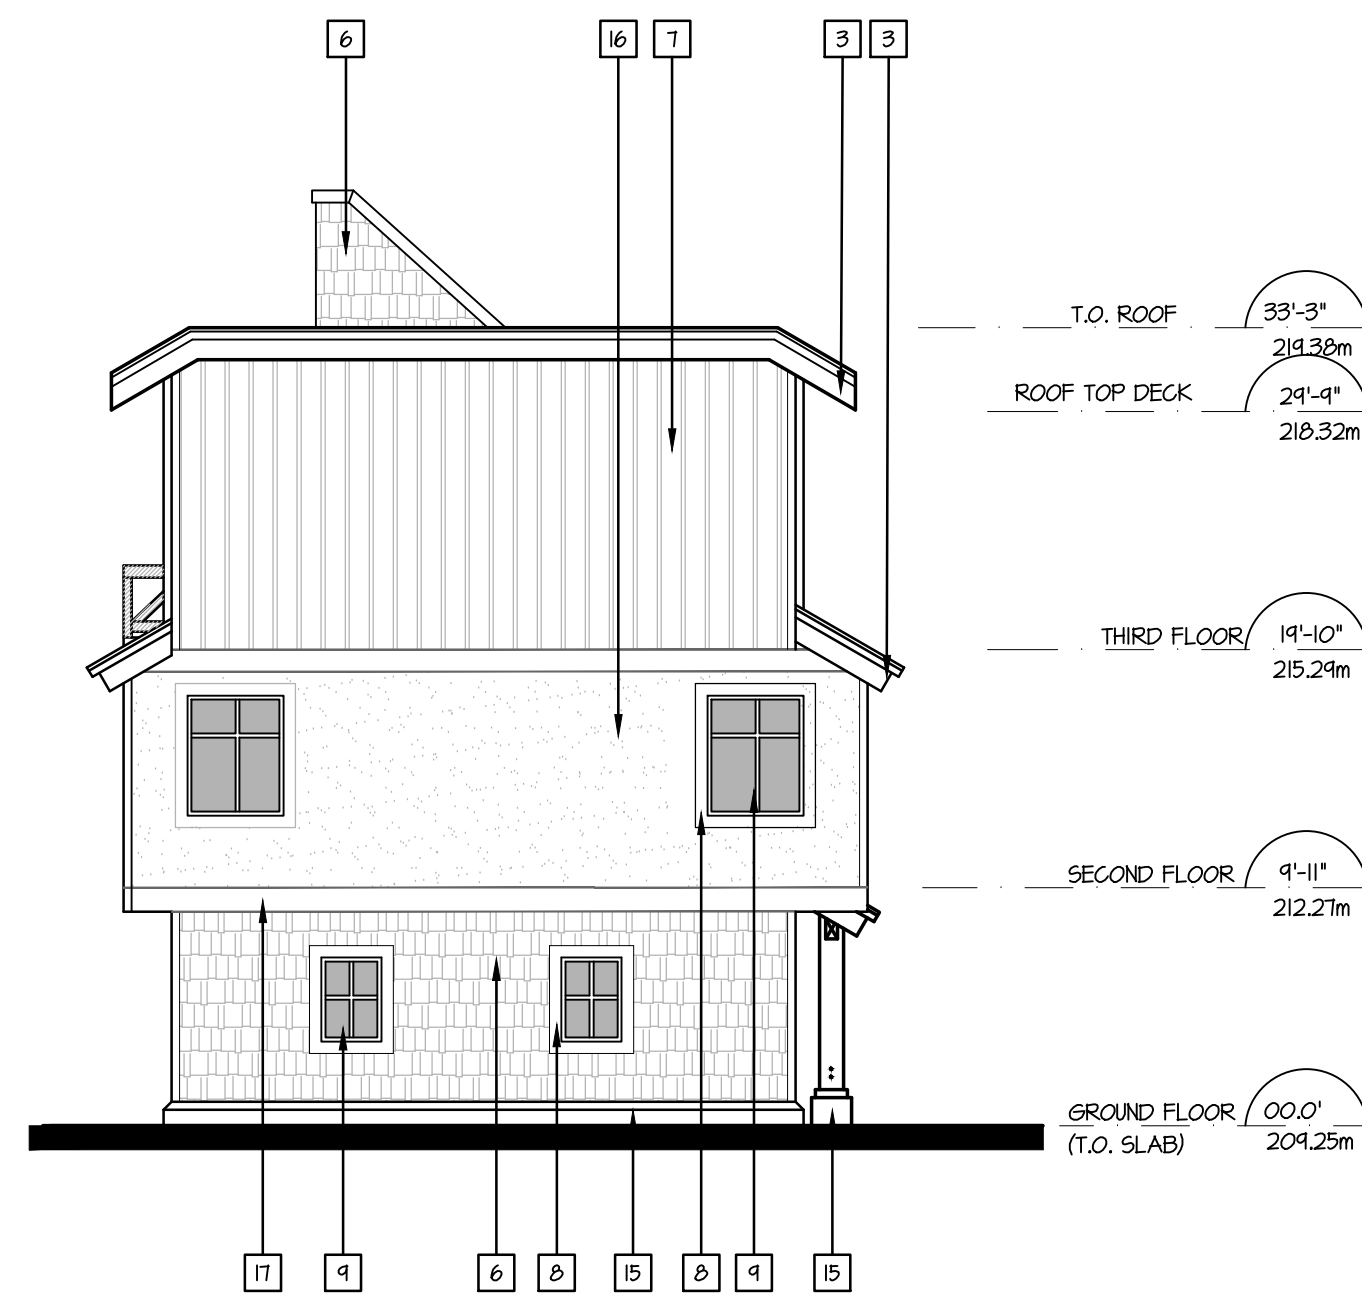 6 16 7 3 3
T.O. ROOF 33'-3"
219.38m
ROOF TOP DECK 29'-9"
218.32m
THIRD FLOOR 19'-10"
215.29m
SECOND FLOOR 9'-11"
212.27m
GROUND FLOOR 00.0'
(T.O. SLAB) 209.25m
17 9 6 8 15 8 9 15